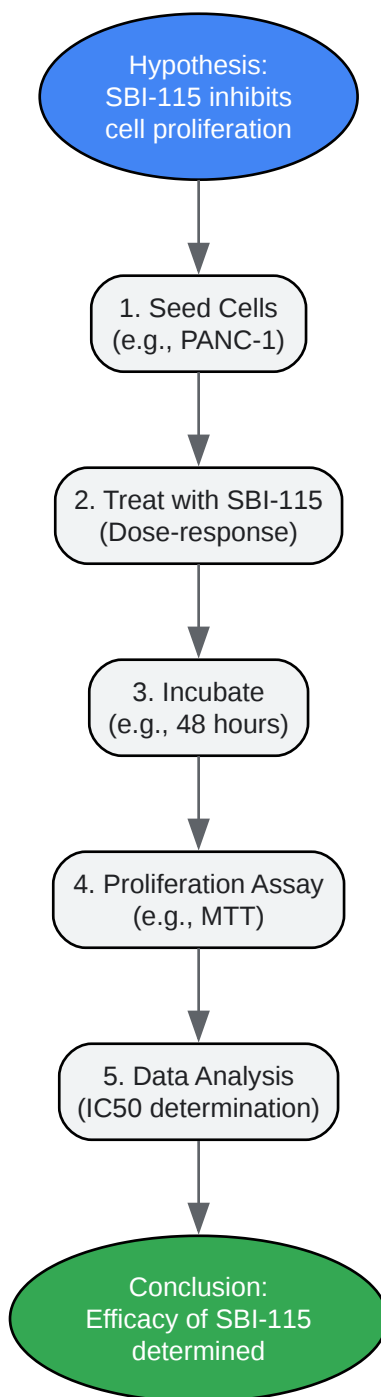 Hypothesis:
SBI-115 inhibits
cell proliferation
1. Seed Cells
(e.g., PANC-1)
2. Treat with SBI-115
(Dose-response)
3. Incubate
(e.g., 48 hours)
4. Proliferation Assay
(e.g., MTT)
5. Data Analysis
(IC50 determination)
Conclusion:
Efficacy of SBI-115
determined